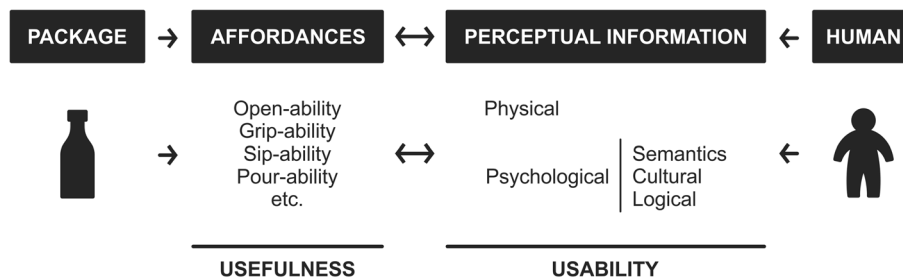 PACKAGE AFFORDANCES PERCEPTUAL INFORMATION HUMAN
Open-ability
Grip-ability
Sip-ability
Pour-ability
etc.
Physical
Psychological
Semantics
Cultural
Logical
USEFULNESS USABILITY